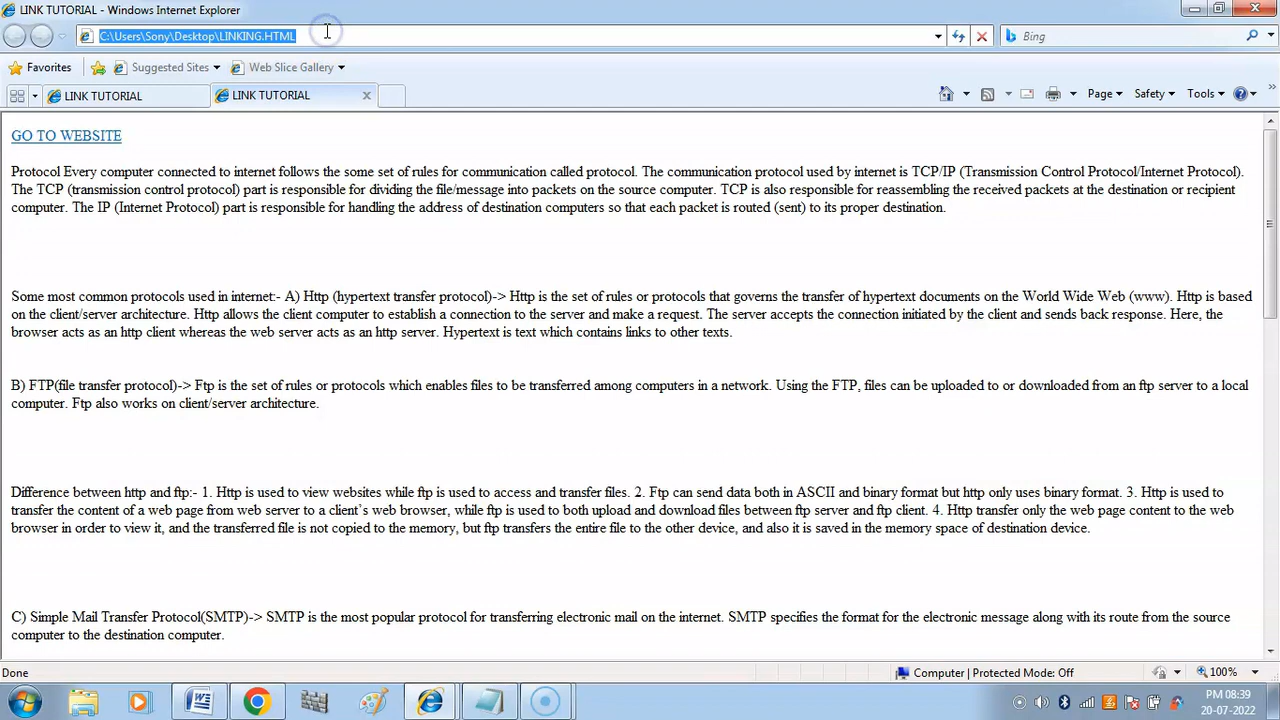 LINK TUTORIAL - Windows Internet Explorer
C:\Users\Sony\Desktop\LINKING.HTML
Bing
Favorites
Suggested Sites
Web Slice Gallery
LINK TUTORIAL
LINK TUTORIAL
Page
Safety
Tools
GO TO WEBSITE
Protocol Every computer connected to internet follows the some set of rules for communication called protocol. The communication protocol used by internet is TCP/IP (Transmission Control Protocol/Internet Protocol).
The TCP (transmission control protocol) part is responsible for dividing the file/message into packets on the source computer. TCP is also responsible for reassembling the received packets at the destination or recipient
computer. The IP (Internet Protocol) part is responsible for handling the address of destination computers so that each packet is routed (sent) to its proper destination.
Some most common protocols used in internet:- A) Http (hypertext transfer protocol)-> Http is the set of rules or protocols that governs the transfer of hypertext documents on the World Wide Web (www). Http is based
on the client/server architecture. Http allows the client computer to establish a connection to the server and make a request. The server accepts the connection initiated by the client and sends back response. Here, the
browser acts as an http client whereas the web server acts as an http server. Hypertext is text which contains links to other texts.
B) FTP(file transfer protocol)-> Ftp is the set of rules or protocols which enables files to be transferred among computers in a network. Using the FTP, files can be uploaded to or downloaded from an ftp server to a local
computer. Ftp also works on client/server architecture.
Difference between http and ftp:- 1. Http is used to view websites while ftp is used to access and transfer files. 2. Ftp can send data both in ASCII and binary format but http only uses binary format. 3. Http is used to
transfer the content of a web page from web server to a client’s web browser, while ftp is used to both upload and download files between ftp server and ftp client. 4. Http transfer only the web page content to the web
browser in order to view it, and the transferred file is not copied to the memory, but ftp transfers the entire file to the other device, and also it is saved in the memory space of destination device.
C) Simple Mail Transfer Protocol(SMTP)-> SMTP is the most popular protocol for transferring electronic mail on the internet. SMTP specifies the format for the electronic message along with its route from the source
computer to the destination computer.
Done
Computer | Protected Mode: Off
100%
PM 08:39
20-07-2022